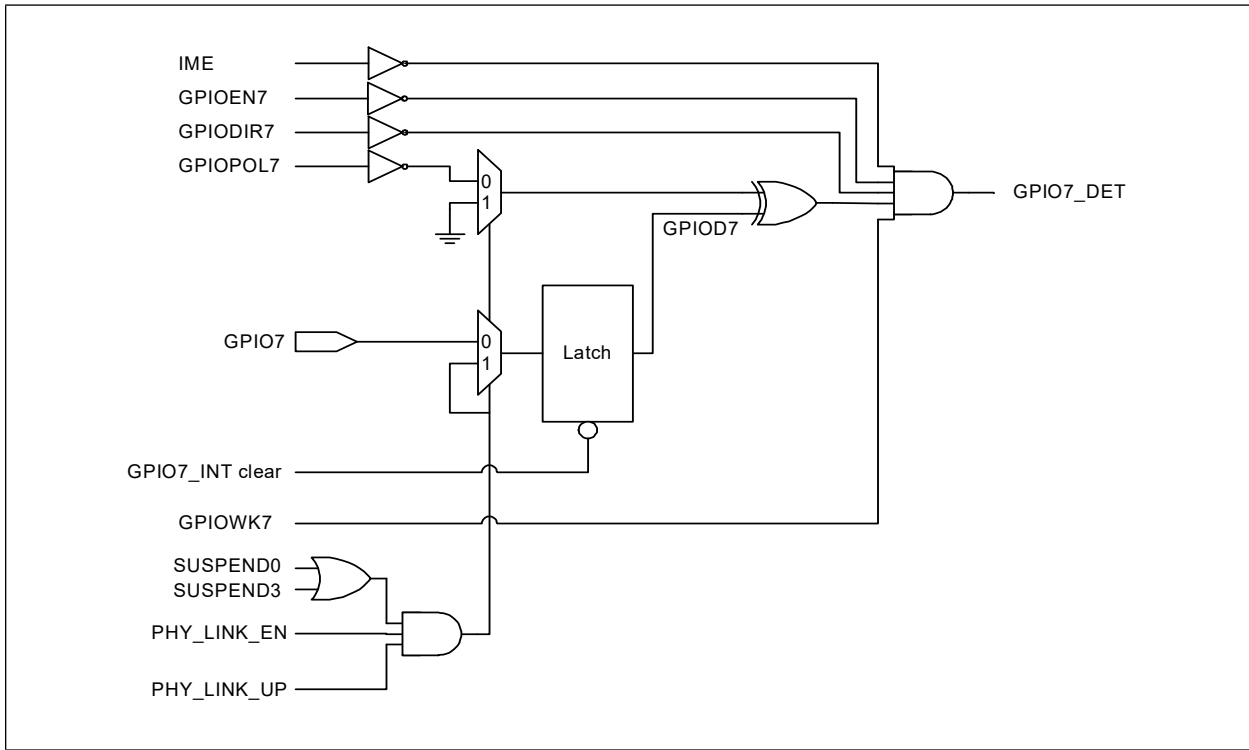 IME
GPIOEN7
GPIODIR7
GPIOPOL7
0
1
GPIO7_DET
GPIOD7
GPIO7
0
1
Latch
GPIO7_INT clear
GPIOWK7
SUSPEND0
SUSPEND3
PHY_LINK_EN
PHY_LINK_UP